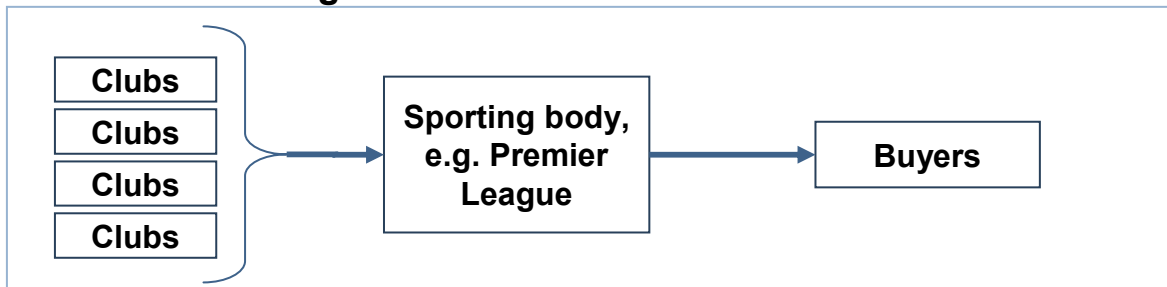 Clubs
Clubs
Clubs
Clubs
Sporting body,
e.g. Premier
League
Buyers